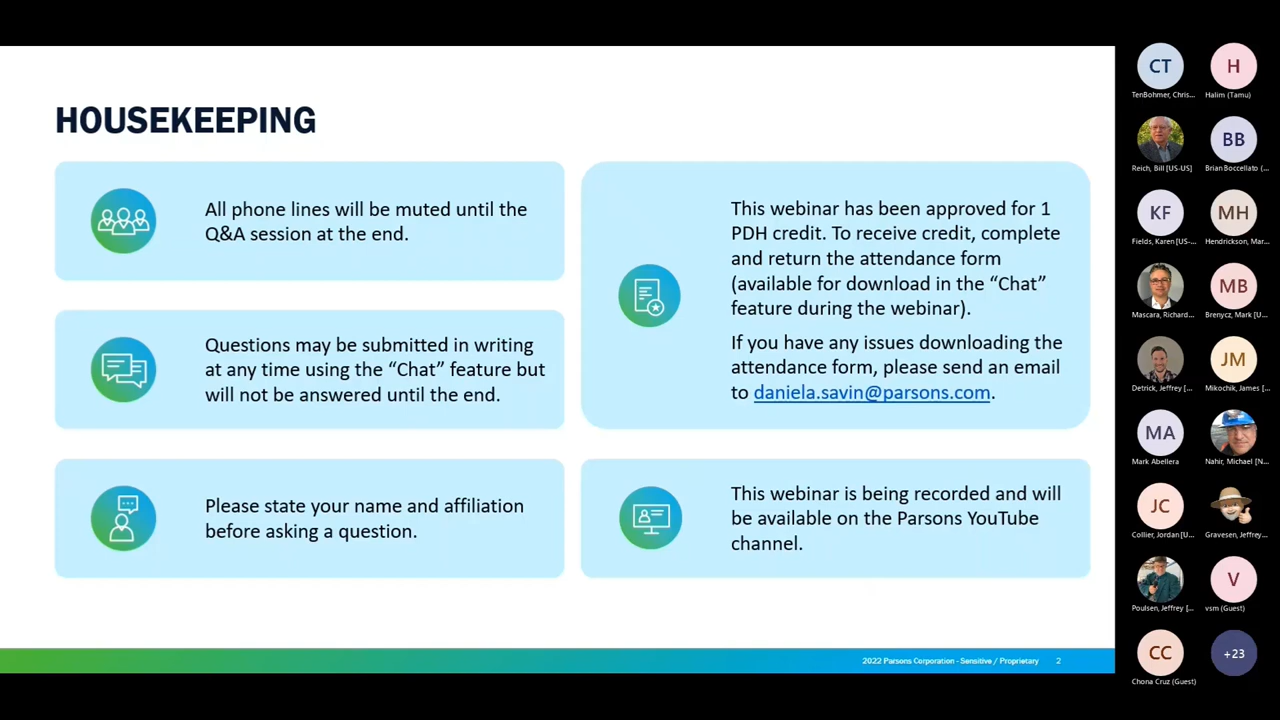 HOUSEKEEPING
All phone lines will be muted until the
Q&A session at the end.
Questions may be submitted in writing
at any time using the “Chat” feature but
will not be answered until the end.
Please state your name and affiliation
before asking a question.
This webinar has been approved for 1
PDH credit. To receive credit, complete
and return the attendance form
(available for download in the “Chat”
feature during the webinar).
If you have any issues downloading the
attendance form, please send an email
to daniela.savin@parsons.com.
This webinar is being recorded and will
be available on the Parsons YouTube
channel.
2022 Parsons Corporation - Sensitive / Proprietary 2
CT
TenBohmer, Chris...
H
Halim (Tamu)
Reich, Bill [US-US]
BB
Brian Boccellato (...
KF
Fields, Karen [US-...
MH
Hendrickson, Mar...
Mascara, Richard...
MB
Brenycz, Mark [U...
Detrick, Jeffrey [...
JM
Mikochik, James [...
MA
Mark Abellera
Nahir, Michael [N...
JC
Collier, Jordan [U...
Gravesen, Jeffrey...
Poulsen, Jeffrey [...
V
vsm (Guest)
CC
Chona Cruz (Guest)
+23